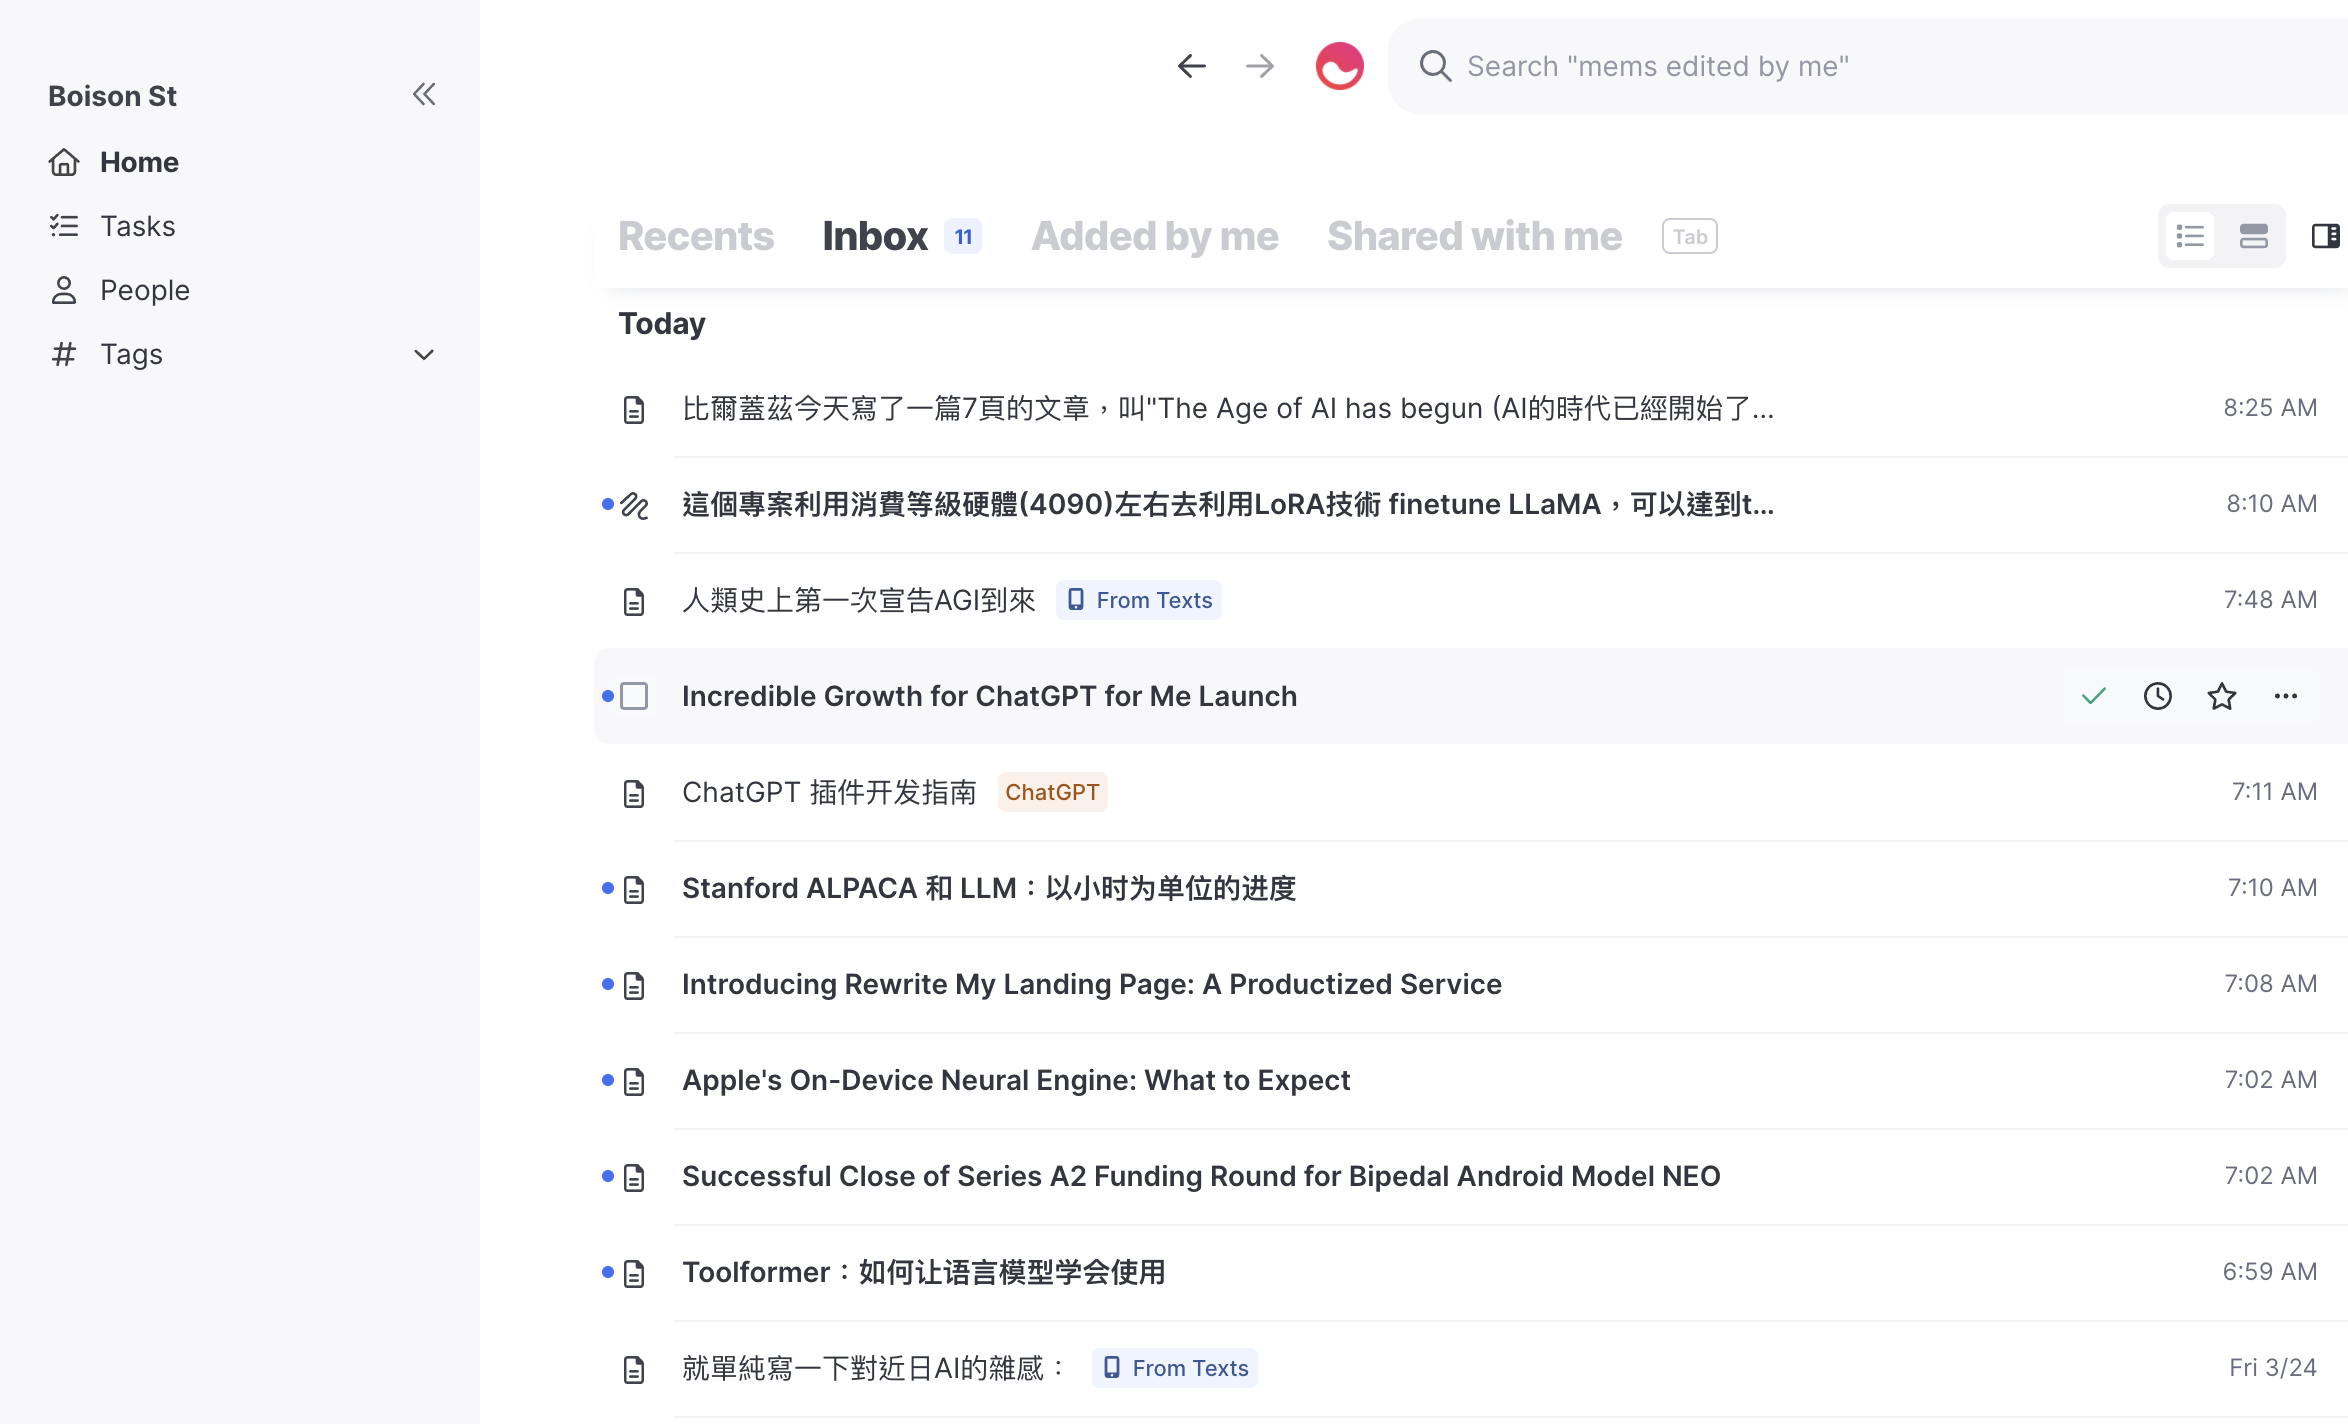 Boison St
Home
Tasks
People
Tags
Search "mems edited by me"
Recents Inbox 11 Added by me Shared with me Tab
Today
比爾蓋茲今天寫了一篇7頁的文章，叫"The Age of AI has begun (AI的時代已經開始了... 8:25 AM
這個專案利用消費等級硬體(4090)左右去利用LoRA技術 finetune LLaMA，可以達到t... 8:10 AM
人類史上第一次宣告AGI到來 From Texts 7:48 AM
Incredible Growth for ChatGPT for Me Launch
ChatGPT 插件开发指南 ChatGPT 7:11 AM
Stanford ALPACA 和 LLM：以小时为单位的进度 7:10 AM
Introducing Rewrite My Landing Page: A Productized Service 7:08 AM
Apple's On-Device Neural Engine: What to Expect 7:02 AM
Successful Close of Series A2 Funding Round for Bipedal Android Model NEO 7:02 AM
Toolformer：如何让语言模型学会使用 6:59 AM
就單純寫一下對近日AI的雜感： From Texts Fri 3/24